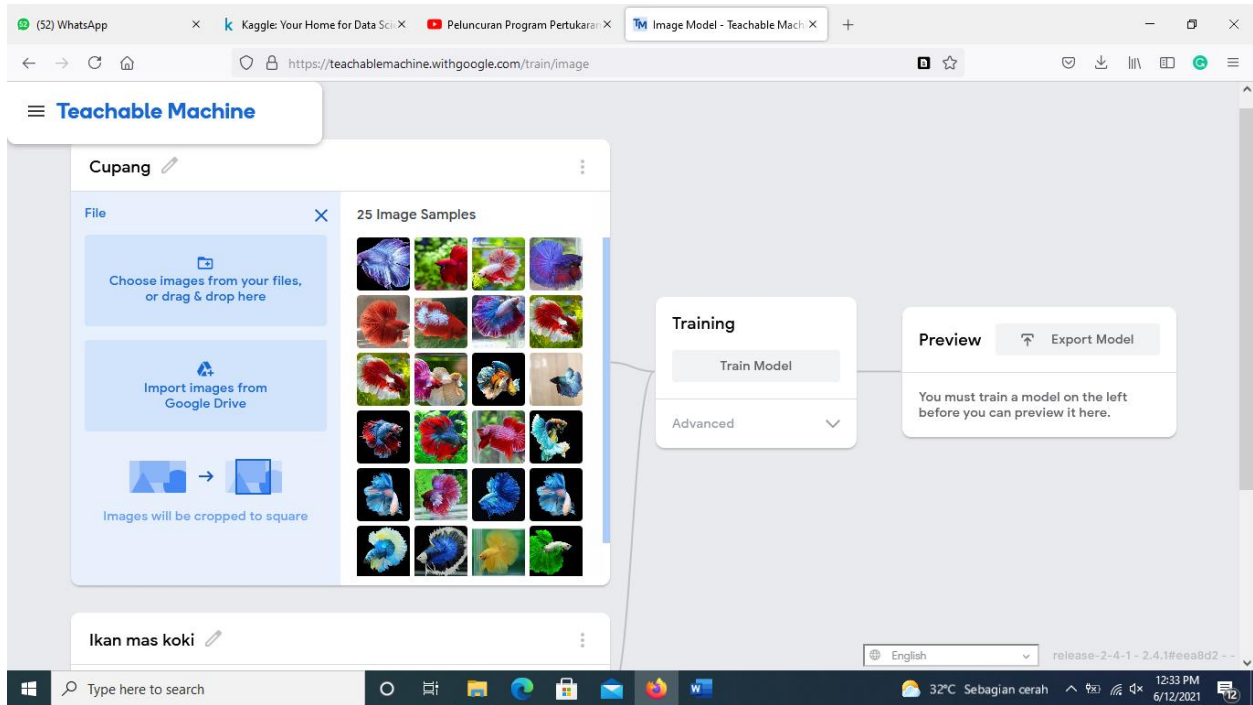 (52) WhatsApp
Kaggle: Your Home for Data Scie
Peluncuran Program Pertukaran
Image Model - Teachable Machi
https://teachablemachine.withgoogle.com/train/image
Teachable Machine
Cupang
File
25 Image Samples
Choose images from your files,
or drag & drop here
Import images from
Google Drive
Images will be cropped to square
Training
Train Model
Advanced
Preview
Export Model
You must train a model on the left
before you can preview it here.
Ikan mas koki
English
release-2-4-1 - 2.4.1#eea8d2 - -
Type here to search
32°C Sebagian cerah
12:33 PM
6/12/2021
12